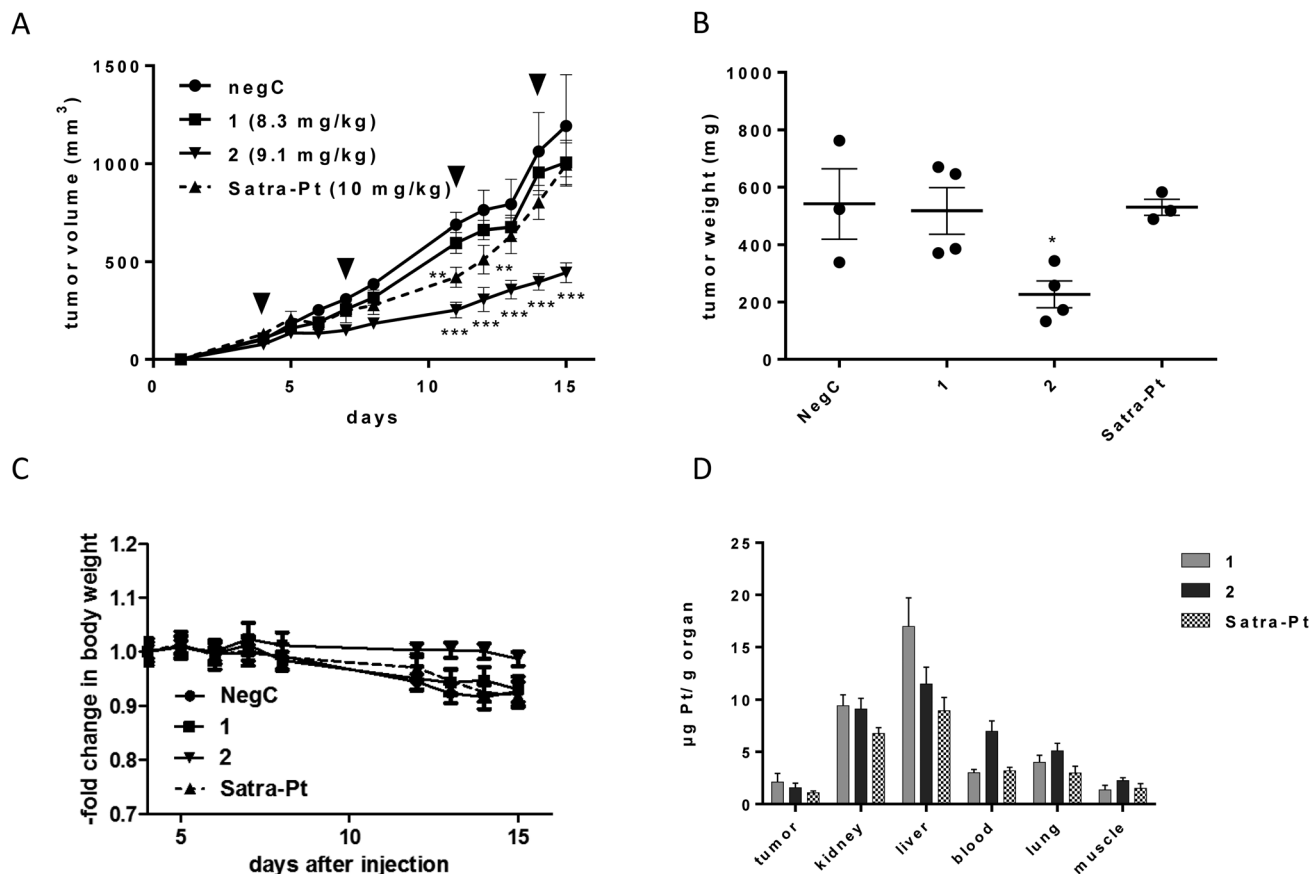 A
1500
1000
500
0
tumor volume (mm3)
negC
1 (8.3 mg/kg)
2 (9.1 mg/kg)
Satra-Pt (10 mg/kg)
**
**
***
***
***
***
***
0
5
10
15
days
B
1000
800
600
400
200
0
tumor weight (mg)
*
NegC
1
2
Satra-Pt
C
1.2
1.1
1.0
0.9
0.8
0.7
-fold change in body weight
NegC
1
2
Satra-Pt
5
10
15
days after injection
D
25
20
15
10
5
0
µg Pt/ g organ
1
2
Satra-Pt
tumor
kidney
liver
blood
lung
muscle